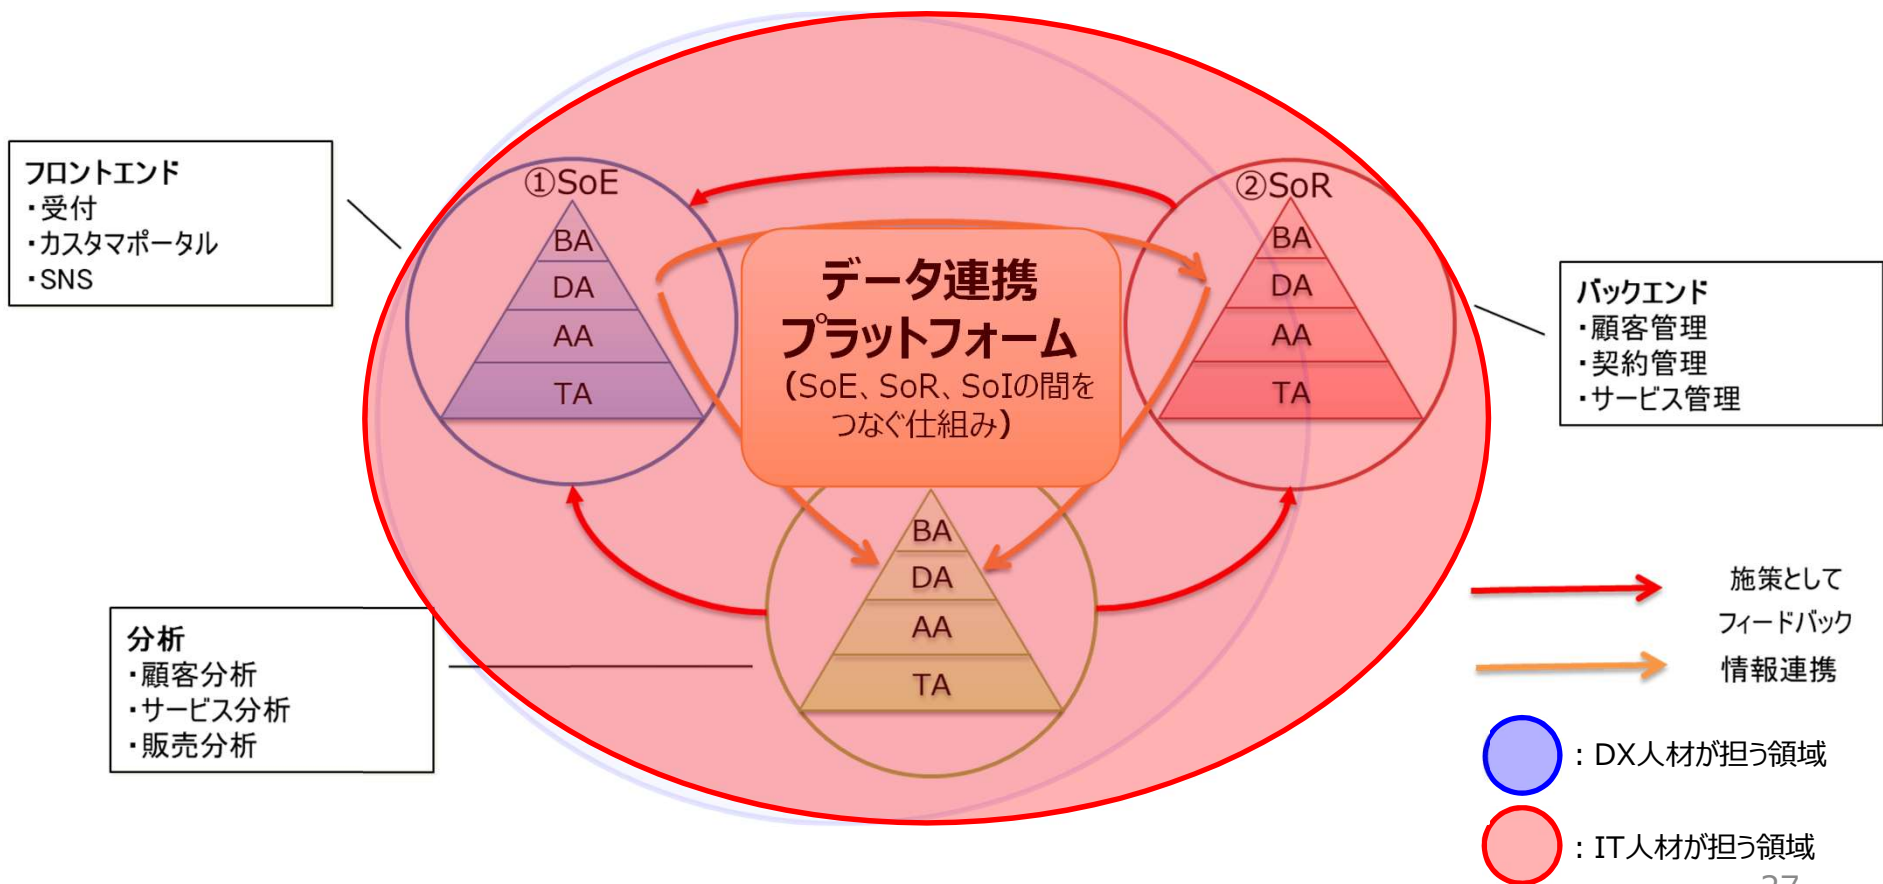 フロントエンド
・受付
・カスタマポータル
・SNS
①SoE
BA
DA
AA
TA
データ連携
プラットフォーム
(SoE、SoR、SoIの間を
つなぐ仕組み)
②SoR
BA
DA
AA
TA
バックエンド
・顧客管理
・契約管理
・サービス管理
BA
DA
AA
TA
分析
・顧客分析
・サービス分析
・販売分析
施策として
フィードバック
情報連携
：DX人材が担う領域
：IT人材が担う領域